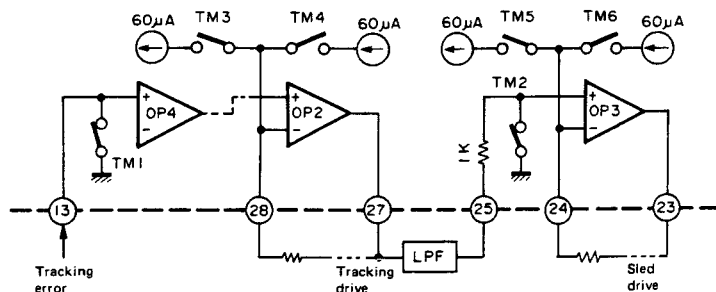 60µA TM3 TM4 60µA 60µA TM5 TM6 60µA
+ OP4 - TM1
+ OP2 -
TM2 + OP3 -
1K
13 28 27 25 24 23
LPF
Tracking error
Tracking drive
Sled drive